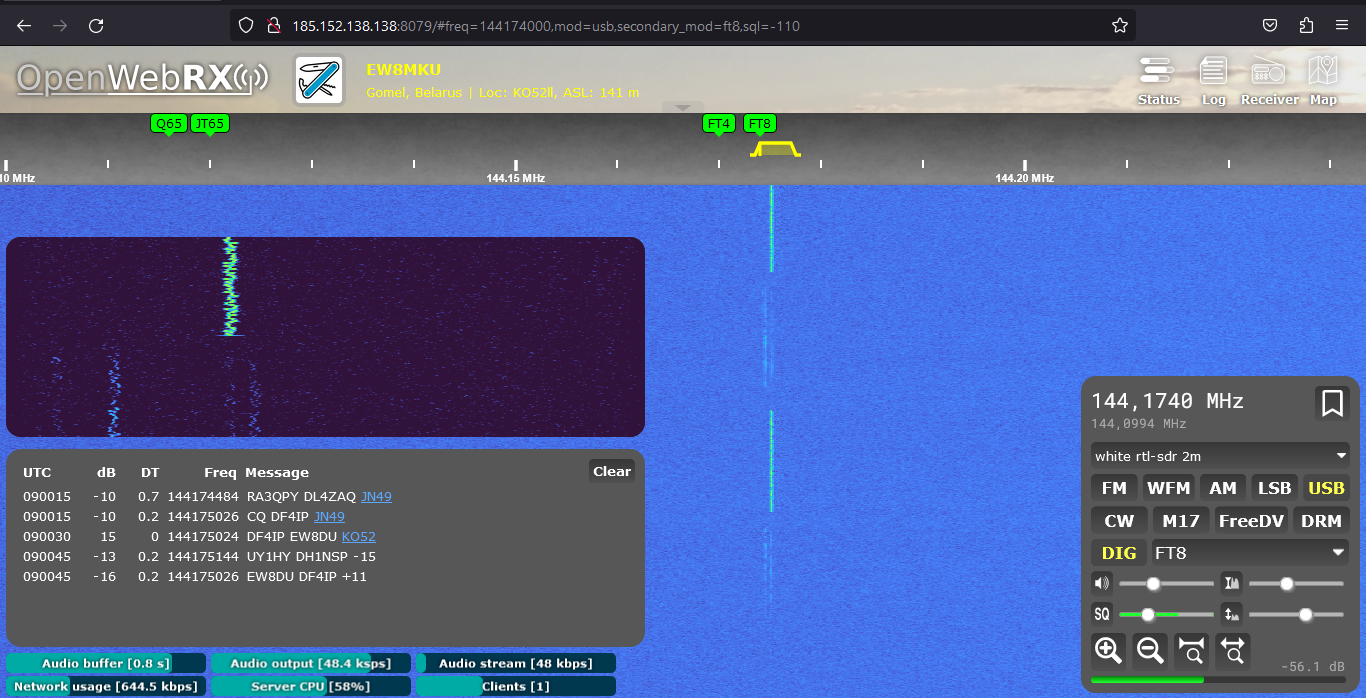 185.152.138.138:8079/#freq=144174000,mod=usb,secondary_mod=ft8,sql=-110
OpenWebRX
EW8MKU
Gomel, Belarus | Loc: KO52ll, ASL: 141 m
Status Log Receiver Map
Q65 JT65 FT4 FT8
10 MHz 144.15 MHz 144.20 MHz
UTC dB DT Freq Message Clear
090015 -10 0.7 144174484 RA3QPY DL4ZAQ JN49
090015 -10 0.2 144175026 CQ DF4IP JN49
090030 15 0 144175024 DF4IP EW8DU KO52
090045 -13 0.2 144175144 UY1HY DH1NSP -15
090045 -16 0.2 144175026 EW8DU DF4IP +11
Audio buffer [0.8 s] Audio output [48.4 ksps] Audio stream [48 kbps]
Network usage [644.5 kbps] Server CPU [58%] Clients [1]
144,1740 MHz
144,0994 MHz
white rtl-sdr 2m
FM WFM AM LSB USB
CW M17 FreeDV DRM
DIG FT8
SQ
-56.1 dB